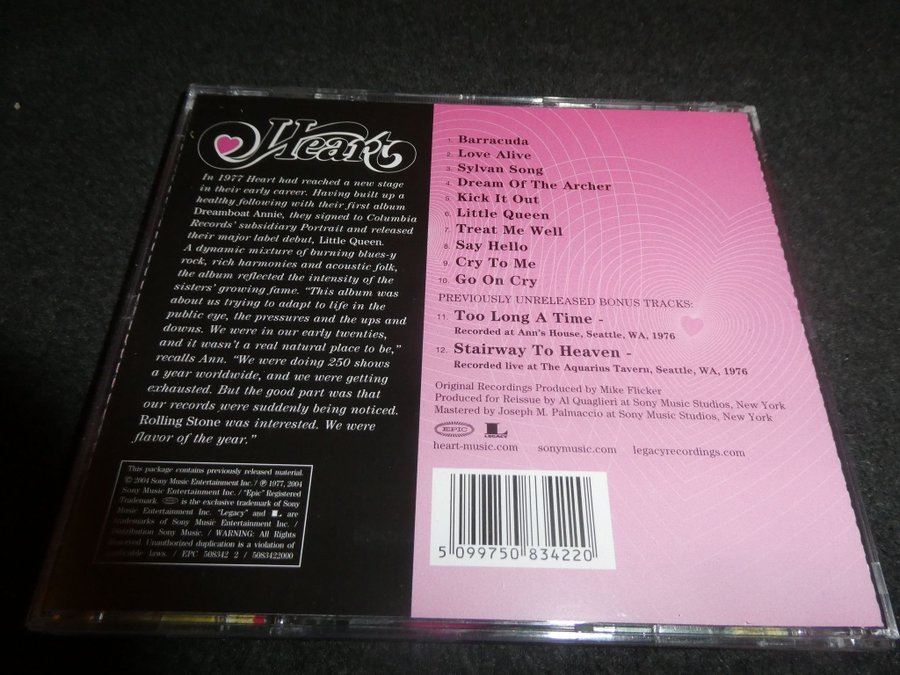 Heart
In 1977 Heart had reached a new stage
in their early career. Having built up a
healthy following with their first album
Dreamboat Annie, they signed to Columbia
Records' subsidiary Portrait and released
their major label debut, Little Queen.
A dynamic mixture of burning blues-y
rock, rich harmonies and acoustic folk,
the album reflected the intensity of the
sisters' growing fame. "This album was
about us trying to adapt to life in the
public eye, the pressures and the ups and
downs. We were in our early twenties,
and it wasn't a real natural place to be,"
recalls Ann. "We were doing 250 shows
a year worldwide, and we were getting
exhausted. But the good part was that
our records were suddenly being noticed.
Rolling Stone was interested. We were
flavor of the year."
This package contains previously released material.
© 2004 Sony Music Entertainment Inc. / ℗ 1977, 2004
Sony Music Entertainment Inc. / "Epic" Registered
Trademark. EPIC is the exclusive trademark of Sony
Music Entertainment Inc. "Legacy" and L are
trademarks of Sony Music Entertainment Inc. /
Distribution Sony Music. / WARNING: All Rights
Reserved. Unauthorized duplication is a violation of
applicable laws. / EPC 508342 2 / 5083422000
1. Barracuda
2. Love Alive
3. Sylvan Song
4. Dream Of The Archer
5. Kick It Out
6. Little Queen
7. Treat Me Well
8. Say Hello
9. Cry To Me
10. Go On Cry
PREVIOUSLY UNRELEASED BONUS TRACKS:
11. Too Long A Time -
Recorded at Ann's House, Seattle, WA, 1976
12. Stairway To Heaven -
Recorded live at The Aquarius Tavern, Seattle, WA, 1976
Original Recordings Produced by Mike Flicker
Produced for Reissue by Al Quaglieri at Sony Music Studios, New York
Mastered by Joseph M. Palmaccio at Sony Music Studios, New York
EPIC L LEGACY
heart-music.com sonymusic.com legacyrecordings.com
5 099750 834220